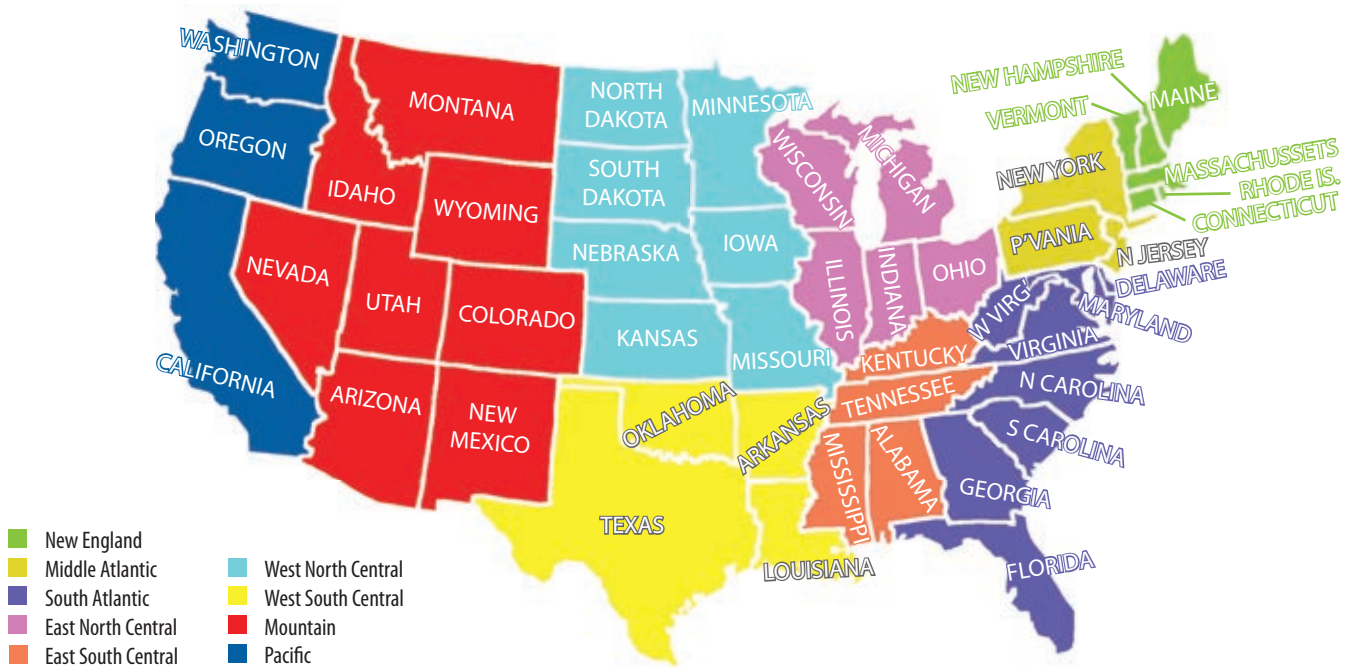 WASHINGTON
OREGON
CALIFORNIA
MONTANA
IDAHO
WYOMING
NEVADA
UTAH
COLORADO
ARIZONA
NEW
MEXICO
NORTH
DAKOTA
SOUTH
DAKOTA
NEBRASKA
KANSAS
MINNESOTA
IOWA
MISSOURI
OKLAHOMA
ARKANSAS
TEXAS
LOUISIANA
WISCONSIN
MICHIGAN
ILLINOIS
INDIANA
OHIO
KENTUCKY
TENNESSEE
MISSISSIPPI
ALABAMA
NEW HAMPSHIRE
VERMONT
MAINE
MASSACHUSSETS
RHODE IS.
CONNECTICUT
NEW YORK
P'VANIA
N JERSEY
DELAWARE
MARYLAND
W VIRG'
VIRGINIA
N CAROLINA
S CAROLINA
GEORGIA
FLORIDA
New England
Middle Atlantic
South Atlantic
East North Central
East South Central
West North Central
West South Central
Mountain
Pacific